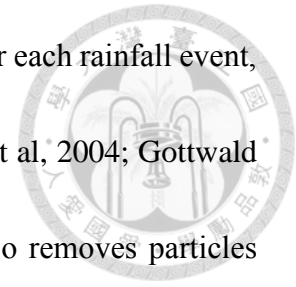 r each rainfall event,
t al, 2004; Gottwald
o removes particles